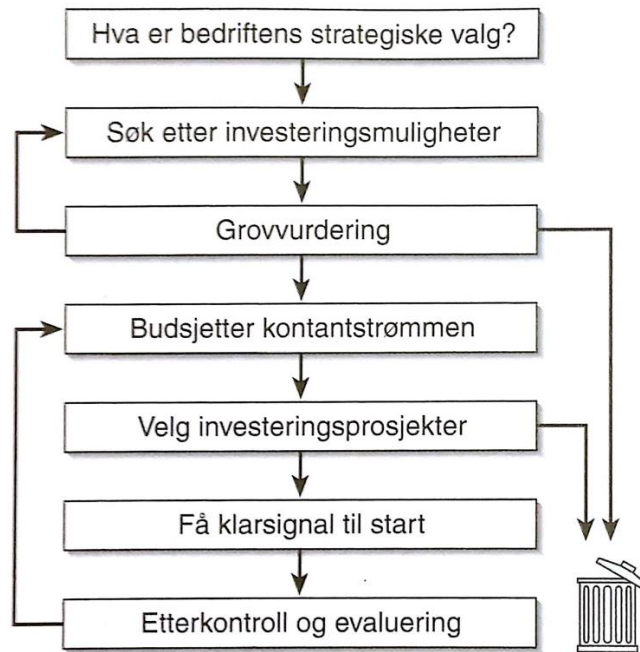 Hva er bedriftens strategiske valg?
Søk etter investeringsmuligheter
Grovvurdering
Budsjetter kontantstrømmen
Velg investeringsprosjekter
Få klarsignal til start
Etterkontroll og evaluering